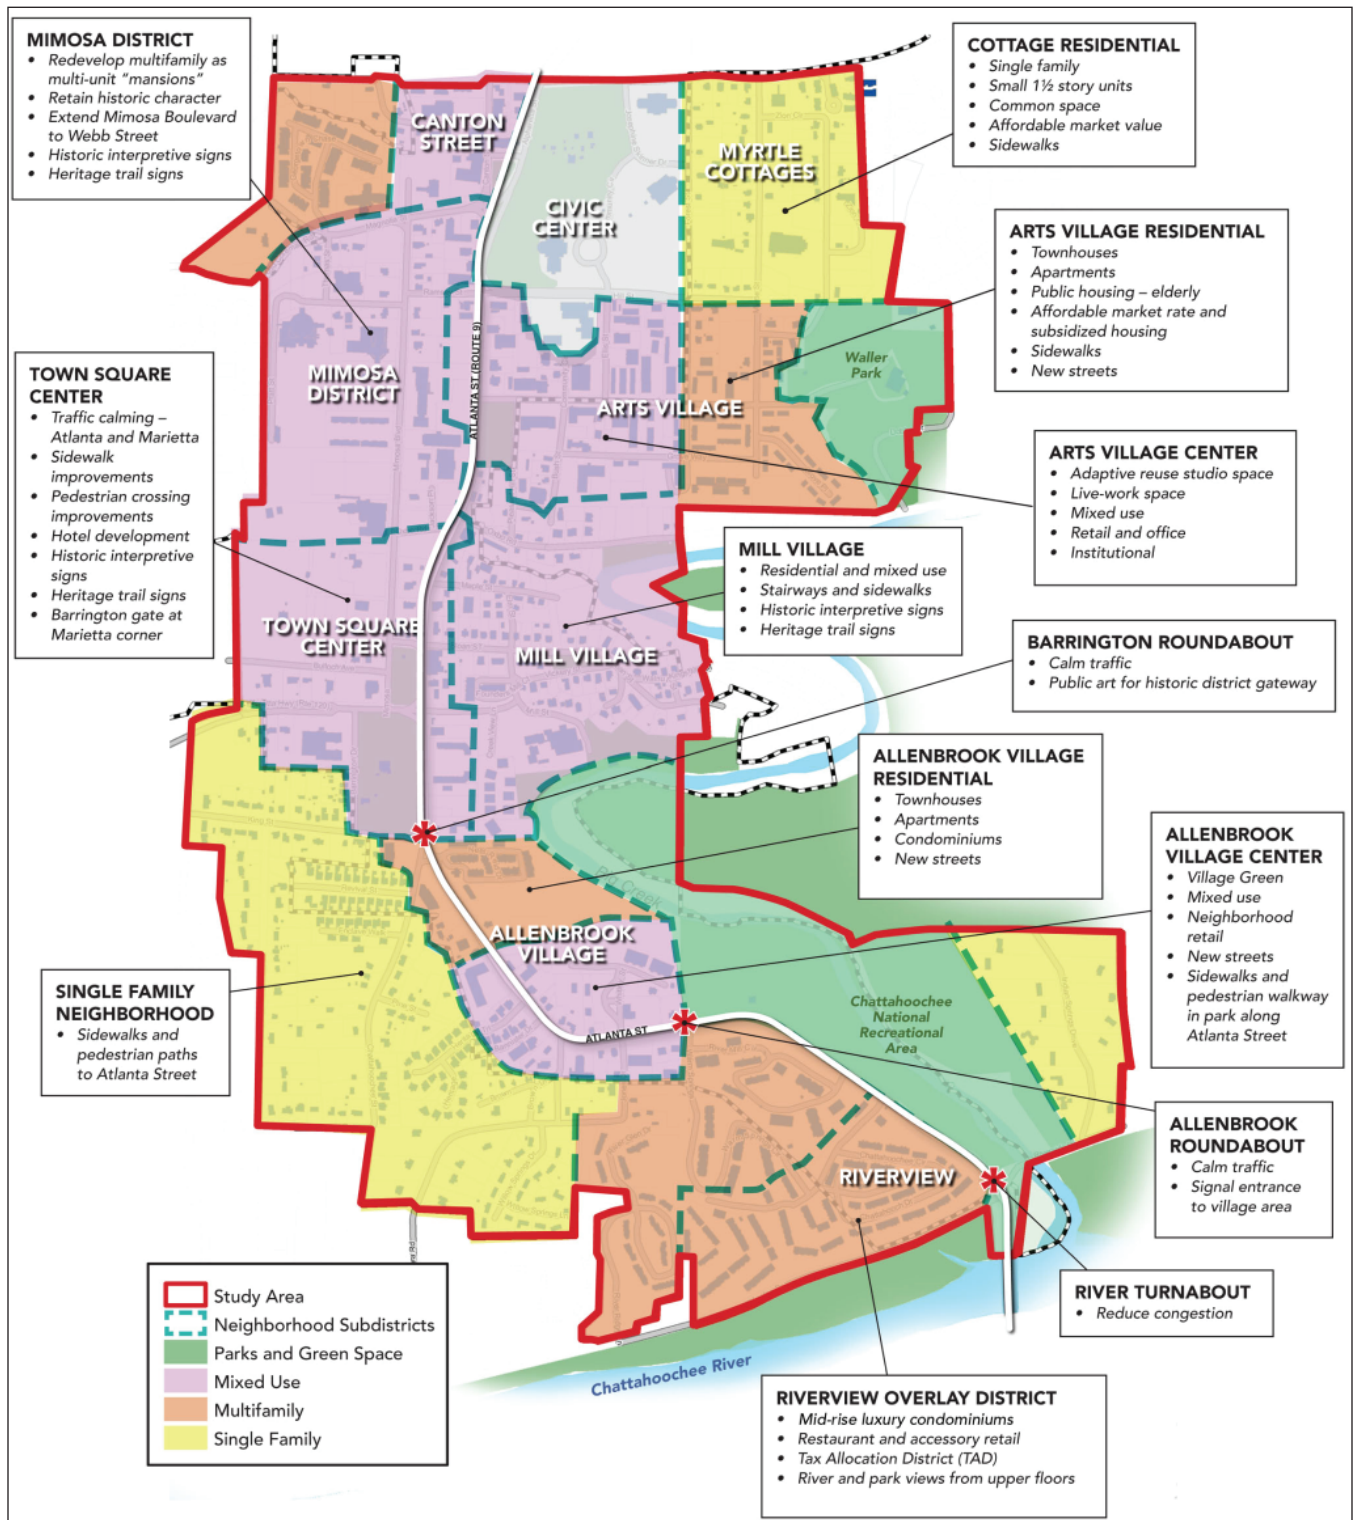 MIMOSA DISTRICT
• Redevelop multifamily as
multi-unit “mansions”
• Retain historic character
• Extend Mimosa Boulevard
to Webb Street
• Historic interpretive signs
• Heritage trail signs
COTTAGE RESIDENTIAL
• Single family
• Small 1½ story units
• Common space
• Affordable market value
• Sidewalks
CANTON
STREET
MYRTLE
COTTAGES
CIVIC
CENTER
ARTS VILLAGE RESIDENTIAL
• Townhouses
• Apartments
• Public housing – elderly
• Affordable market rate and
subsidized housing
• Sidewalks
• New streets
TOWN SQUARE
CENTER
• Traffic calming –
Atlanta and Marietta
• Sidewalk
improvements
• Pedestrian crossing
improvements
• Hotel development
• Historic interpretive
signs
• Heritage trail signs
• Barrington gate at
Marietta corner
MIMOSA
DISTRICT
ATLANTA ST (ROUTE 9)
Waller
Park
ARTS VILLAGE
ARTS VILLAGE CENTER
• Adaptive reuse studio space
• Live-work space
• Mixed use
• Retail and office
• Institutional
MILL VILLAGE
• Residential and mixed use
• Stairways and sidewalks
• Historic interpretive signs
• Heritage trail signs
TOWN SQUARE
CENTER
MILL VILLAGE
BARRINGTON ROUNDABOUT
• Calm traffic
• Public art for historic district gateway
ALLENBROOK VILLAGE
RESIDENTIAL
• Townhouses
• Apartments
• Condominiums
• New streets
ALLENBROOK
VILLAGE CENTER
• Village Green
• Mixed use
• Neighborhood
retail
• New streets
• Sidewalks and
pedestrian walkway
in park along
Atlanta Street
ALLENBROOK
VILLAGE
SINGLE FAMILY
NEIGHBORHOOD
• Sidewalks and
pedestrian paths
to Atlanta Street
ATLANTA ST
Chattahoochee
National
Recreational
Area
ALLENBROOK
ROUNDABOUT
• Calm traffic
• Signal entrance
to village area
RIVERVIEW
RIVER TURNABOUT
• Reduce congestion
Study Area
Neighborhood Subdistricts
Parks and Green Space
Mixed Use
Multifamily
Single Family
Chattahoochee River
RIVERVIEW OVERLAY DISTRICT
• Mid-rise luxury condominiums
• Restaurant and accessory retail
• Tax Allocation District (TAD)
• River and park views from upper floors